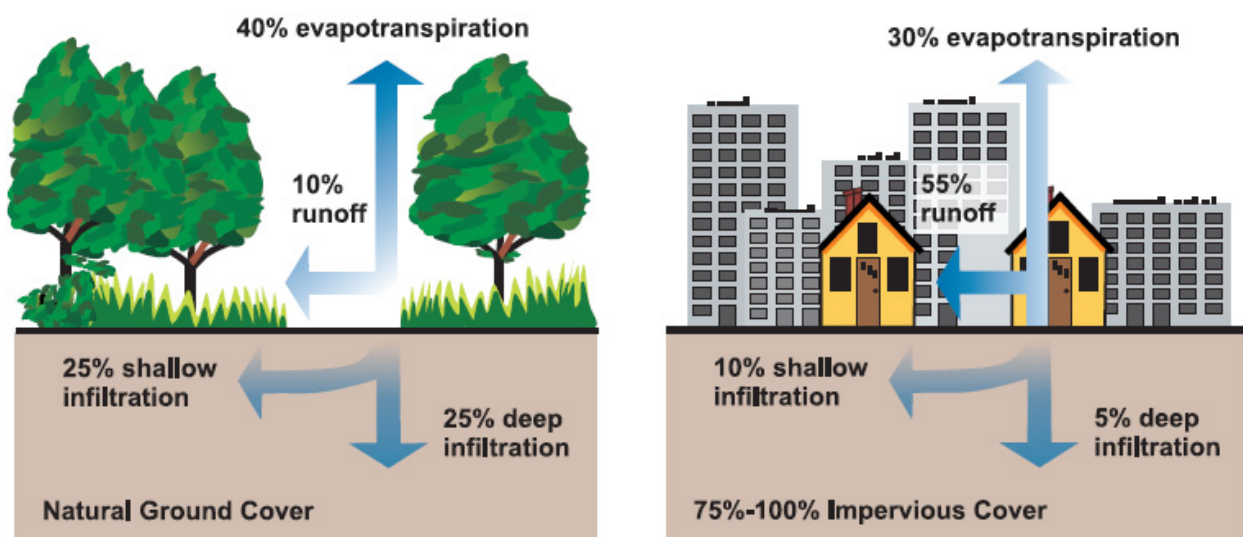 40% evapotranspiration
10%
runoff
25% shallow
infiltration
25% deep
infiltration
Natural Ground Cover
30% evapotranspiration
55%
runoff
10% shallow
infiltration
5% deep
infiltration
75%-100% Impervious Cover